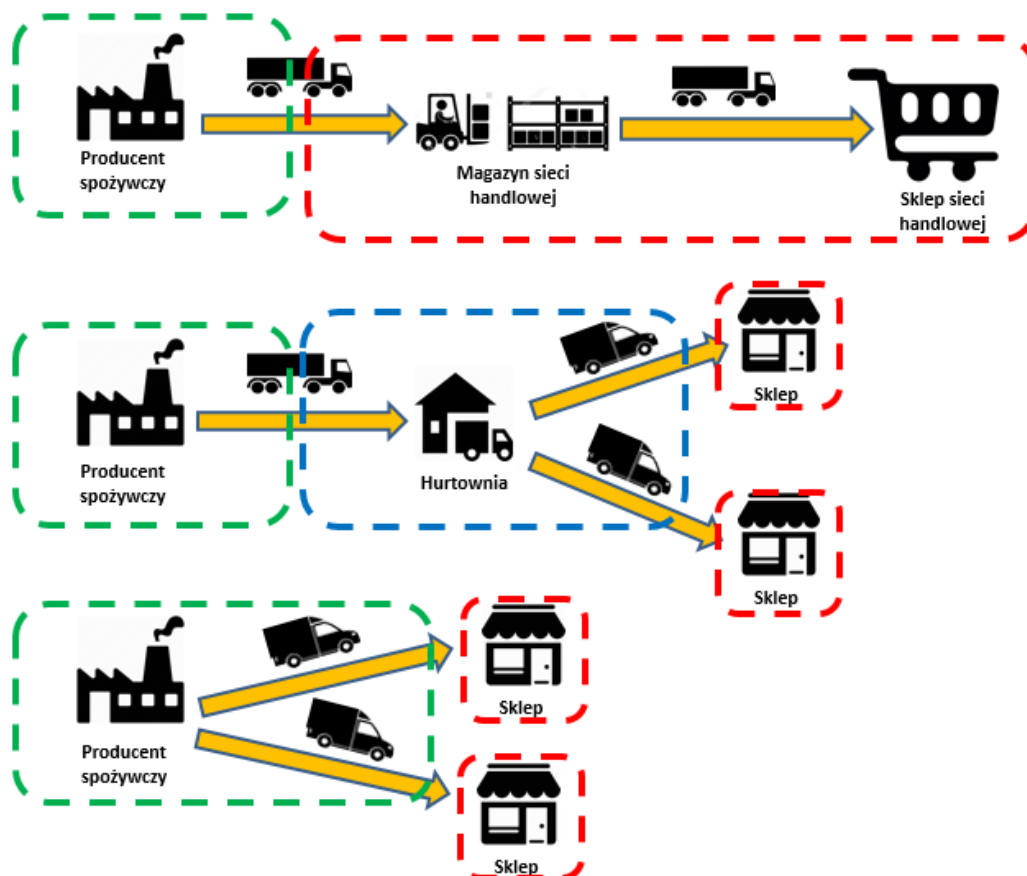 Producent
spożywczy
Magazyn sieci
handlowej
Sklep sieci
handlowej
Producent
spożywczy
Hurtownia
Sklep
Sklep
Producent
spożywczy
Sklep
Sklep